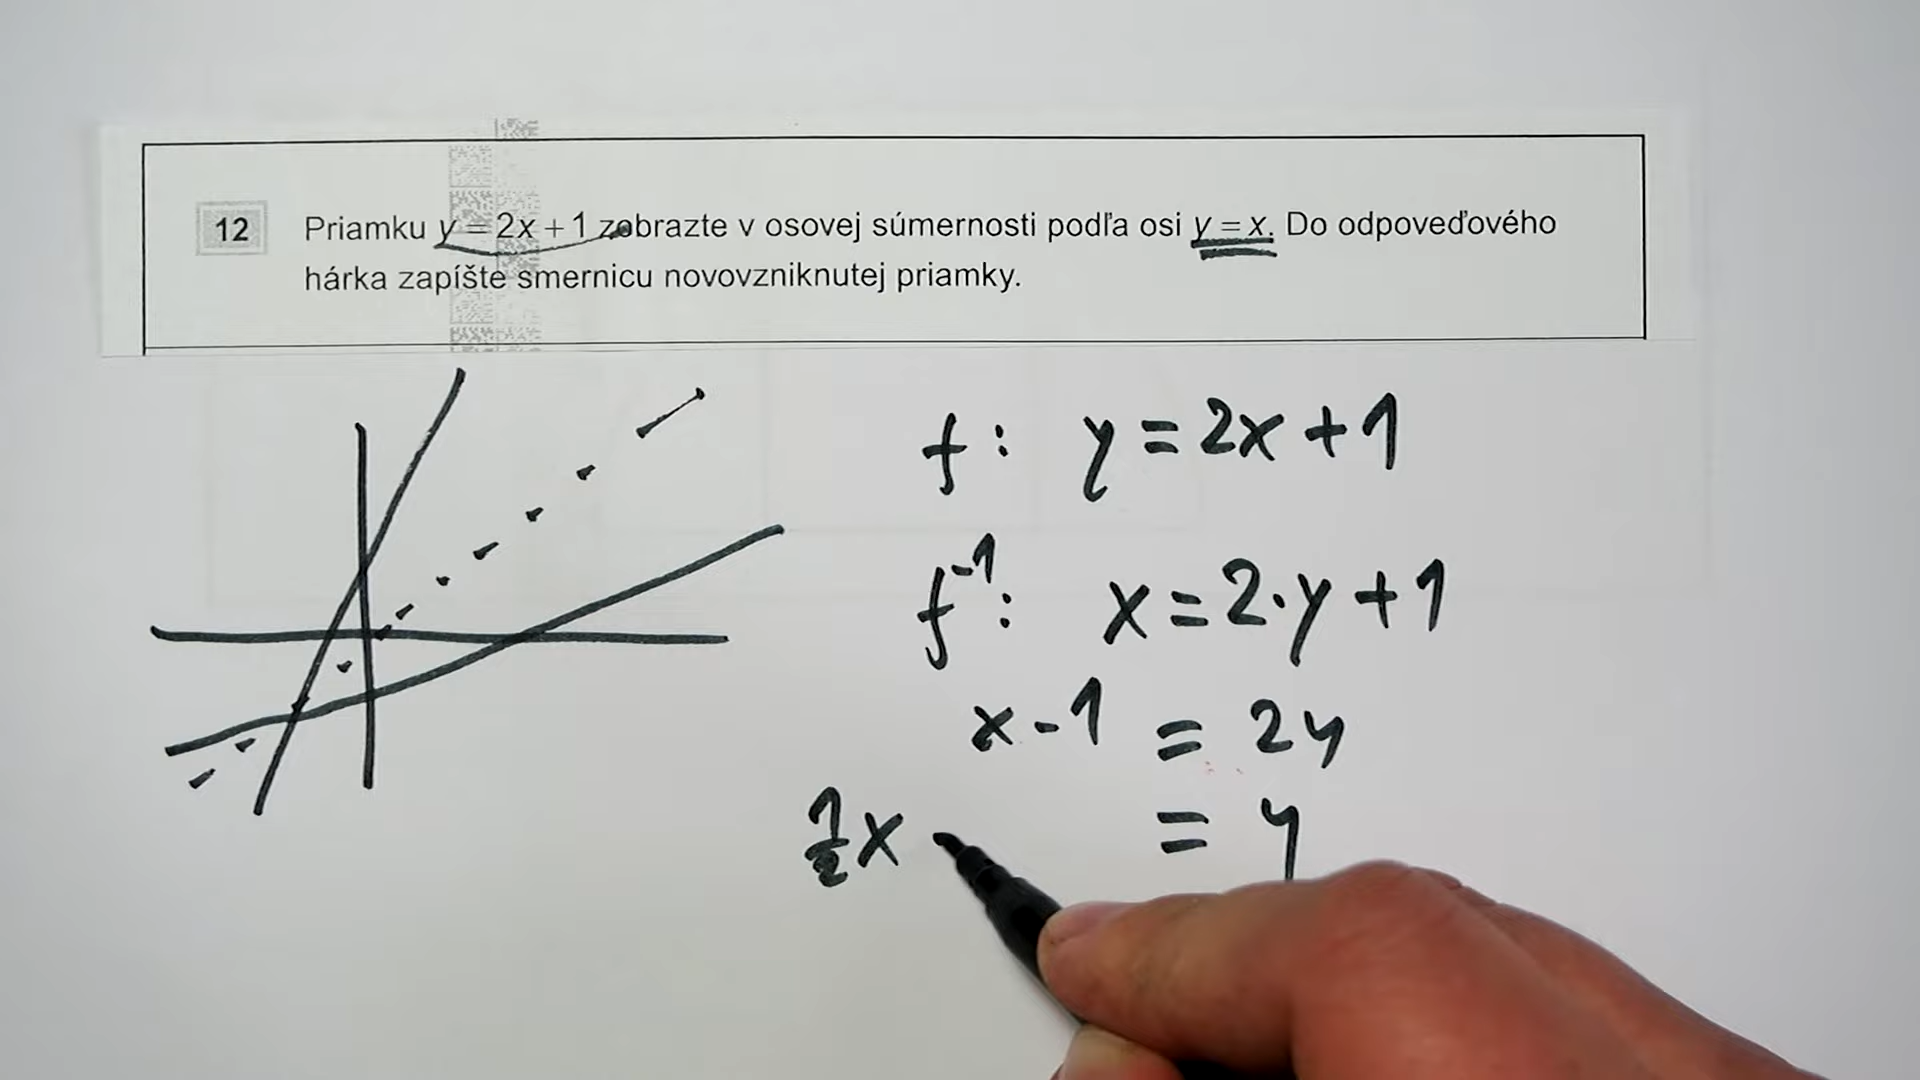 12 Priamku y = 2x + 1 zobrazte v osovej súmernosti podľa osi y = x. Do odpoveďového
hárka zapíšte smernicu novovzniknutej priamky.
f: y = 2x + 1
f⁻¹: x = 2·y + 1
x - 1 = 2y
½x = y